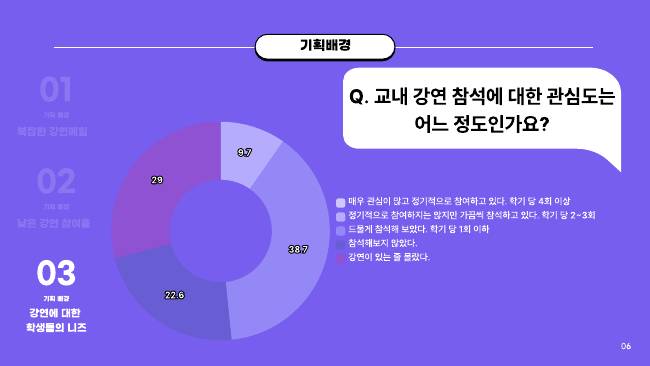 기획배경
01
기획 배경
복잡한 강연메일
02
기획 배경
낮은 강연 참여율
03
기획 배경
강연에 대한
학생들의 니즈
9.7
29
38.7
22.6
Q. 교내 강연 참석에 대한 관심도는
어느 정도인가요?
매우 관심이 많고 정기적으로 참여하고 있다. 학기 당 4회 이상
정기적으로 참여하지는 않지만 가끔씩 참석하고 있다. 학기 당 2~3회
드물게 참석해 보았다. 학기 당 1회 이하
참석해보지 않았다.
강연이 있는 줄 몰랐다.
06